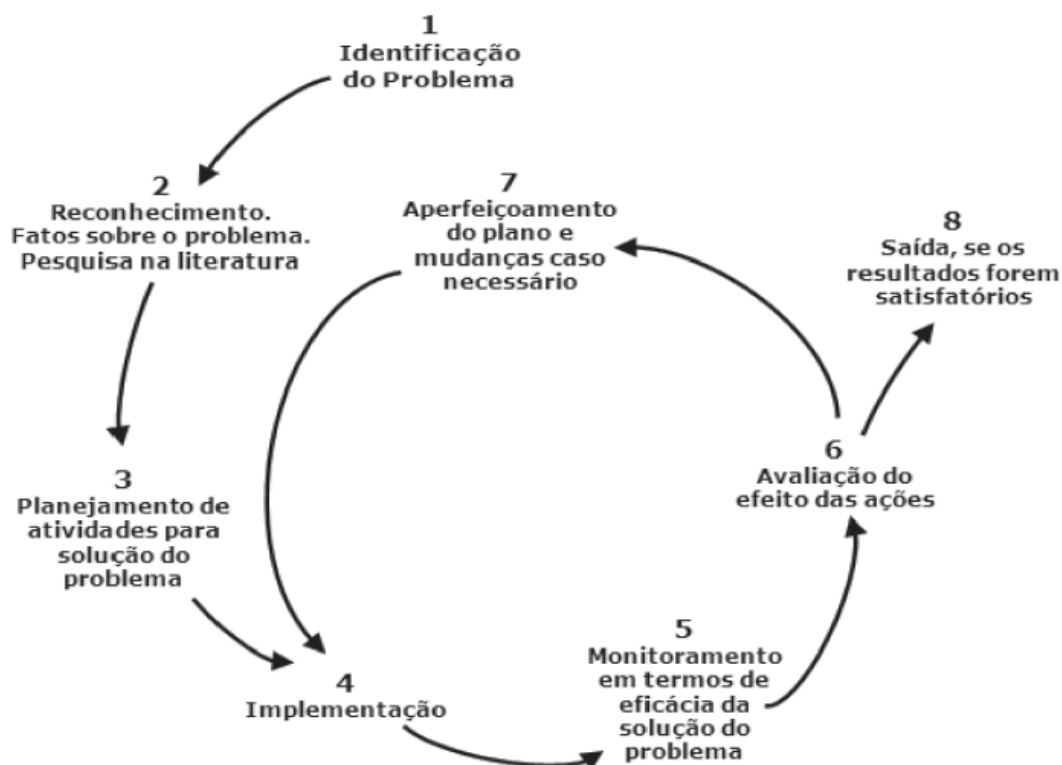 1
Identificação
do Problema
2
Reconhecimento.
Fatos sobre o problema.
Pesquisa na literatura
3
Planejamento de
atividades para
solução do
problema
4
Implementação
5
Monitoramento
em termos de
eficácia da
solução do
problema
6
Avaliação do
efeito das ações
7
Aperfeiçoamento
do plano e
mudanças caso
necessário
8
Saída, se os
resultados forem
satisfatórios